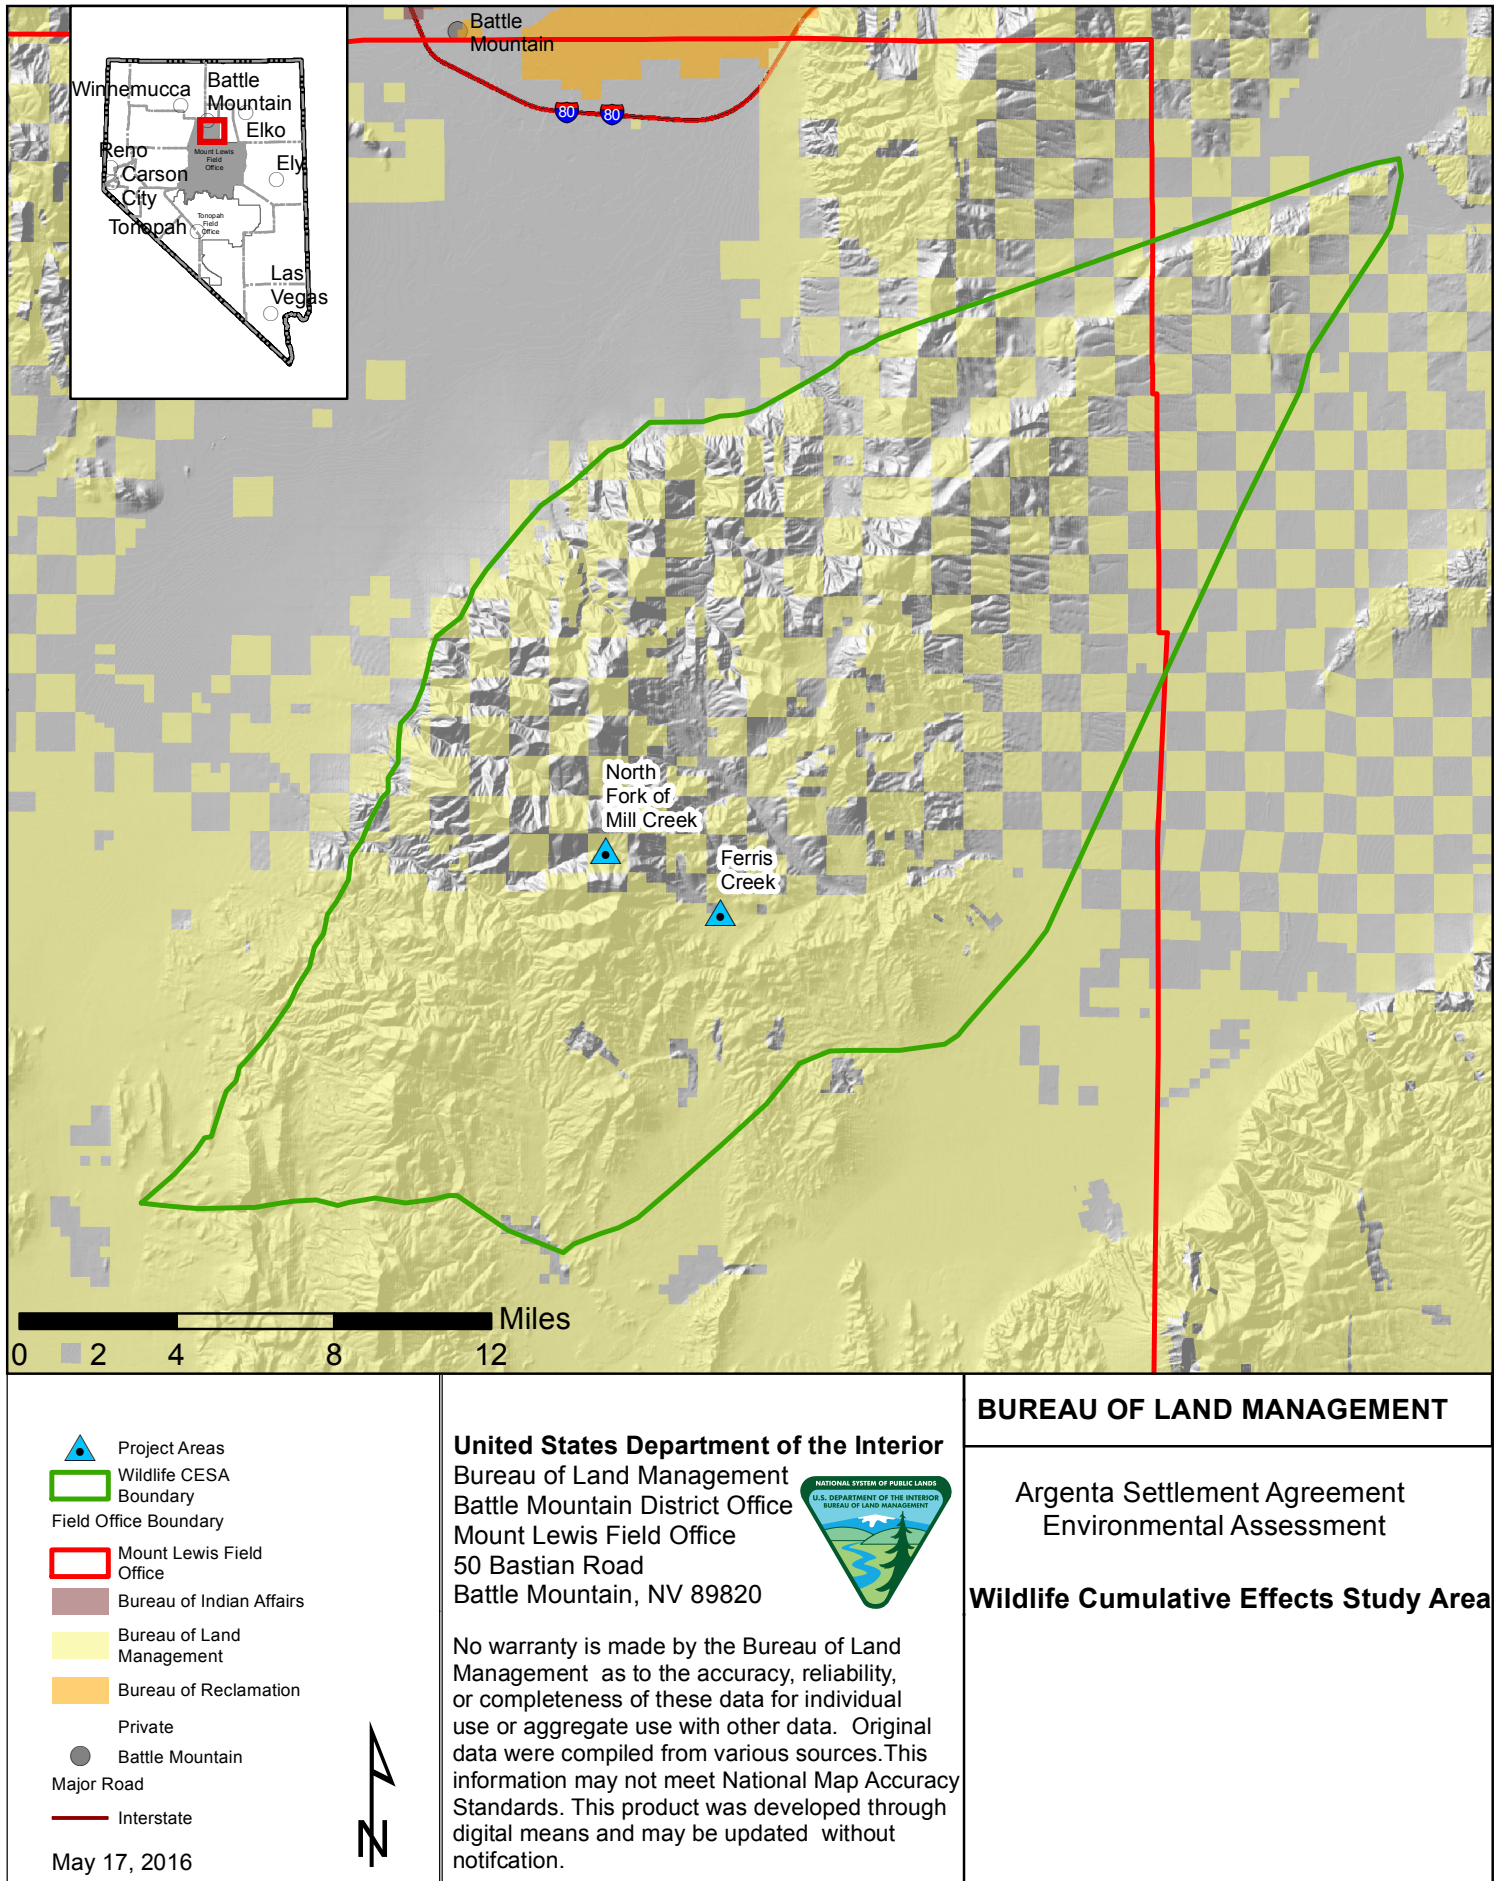 Battle
Mountain
80
80
Winnemucca
Battle
Mountain
Elko
Mount Lewis
Field
Office
Reno
Carson
City
Ely
Tonopah
Tonopah
Field
Office
Las
Vegas
North
Fork of
Mill Creek
Ferris
Creek
Miles
0 2 4 8 12
Project Areas
Wildlife CESA
Boundary
Field Office Boundary
Mount Lewis Field
Office
Bureau of Indian Affairs
Bureau of Land
Management
Bureau of Reclamation
Private
Battle Mountain
Major Road
Interstate
May 17, 2016
N
United States Department of the Interior
Bureau of Land Management
Battle Mountain District Office
Mount Lewis Field Office
50 Bastian Road
Battle Mountain, NV 89820
NATIONAL SYSTEM OF PUBLIC LANDS
U.S. DEPARTMENT OF THE INTERIOR
BUREAU OF LAND MANAGEMENT
No warranty is made by the Bureau of Land
Management as to the accuracy, reliability,
or completeness of these data for individual
use or aggregate use with other data. Original
data were compiled from various sources.This
information may not meet National Map Accuracy
Standards. This product was developed through
digital means and may be updated without
notifcation.
BUREAU OF LAND MANAGEMENT
Argenta Settlement Agreement
Environmental Assessment
Wildlife Cumulative Effects Study Area